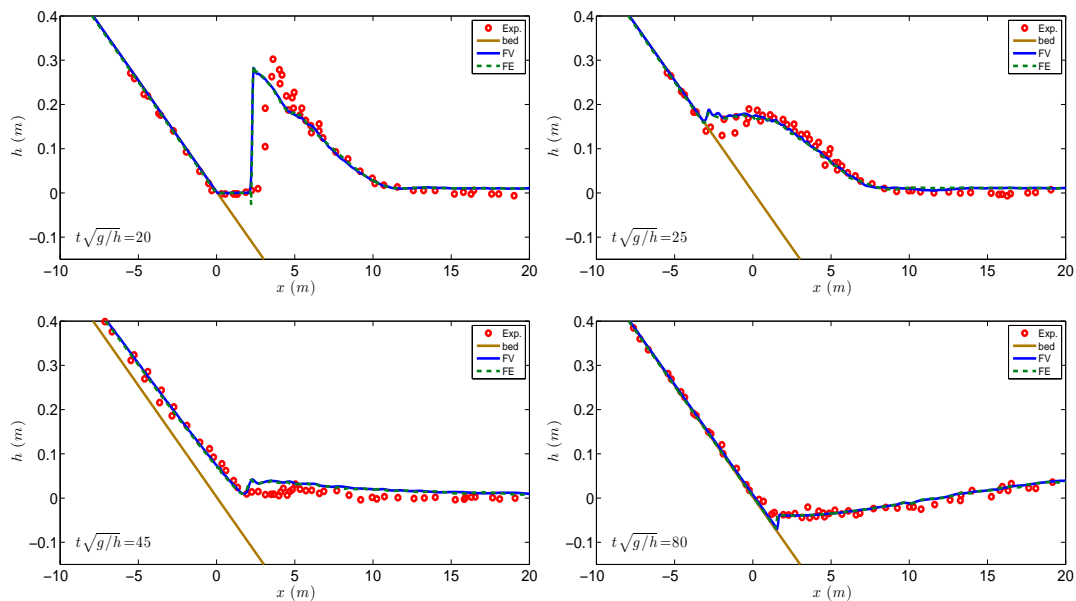 0.4
0.3
0.2
0.1
0
−0.1
h (m)
−10 −5 0 5 10 15 20
x (m)
t√g/h=20
Exp.
bed
FV
FE
0.4
0.3
0.2
0.1
0
−0.1
h (m)
−10 −5 0 5 10 15 20
x (m)
t√g/h=25
Exp.
bed
FV
FE
0.4
0.3
0.2
0.1
0
−0.1
h (m)
−10 −5 0 5 10 15 20
x (m)
t√g/h=45
Exp.
bed
FV
FE
0.4
0.3
0.2
0.1
0
−0.1
h (m)
−10 −5 0 5 10 15 20
x (m)
t√g/h=80
Exp.
bed
FV
FE